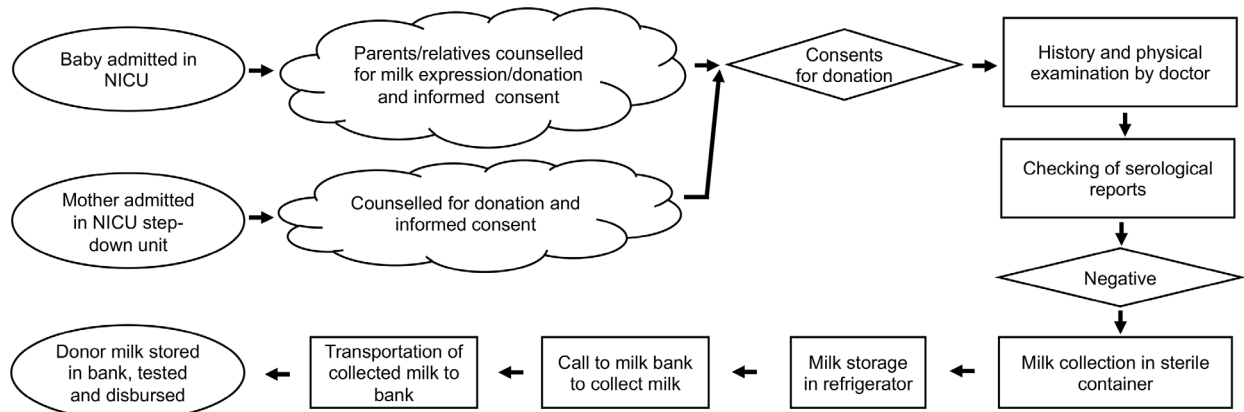 Baby admitted in
NICU
Parents/relatives counselled
for milk expression/donation
and informed consent
Consents
for donation
History and physical
examination by doctor
Checking of serological
reports
Mother admitted
in NICU step-
down unit
Counselled for donation and
informed consent
Negative
Milk collection in sterile
container
Milk storage
in refrigerator
Call to milk bank
to collect milk
Transportation of
collected milk to
bank
Donor milk stored
in bank, tested
and disbursed